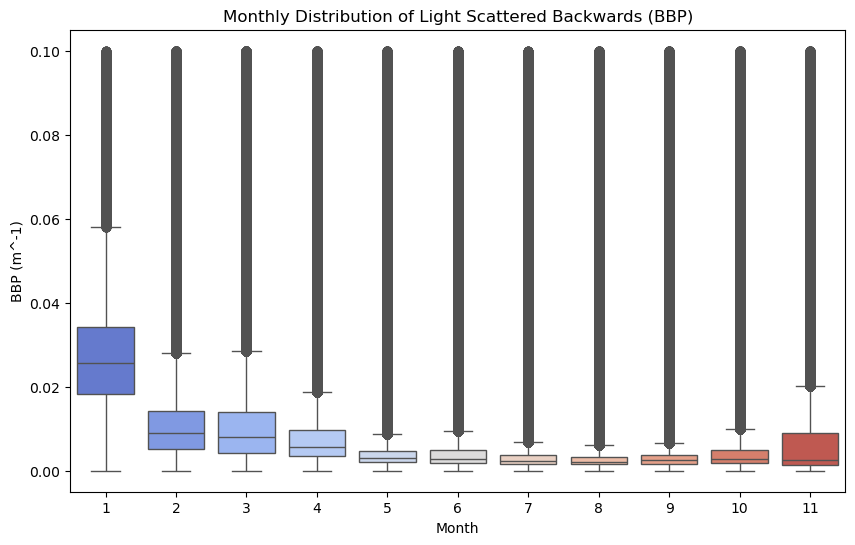 Monthly Distribution of Light Scattered Backwards (BBP)
0.10
0.08
0.06
0.04
0.02
0.00
BBP (m^-1)
1 2 3 4 5 6 7 8 9 10 11
Month